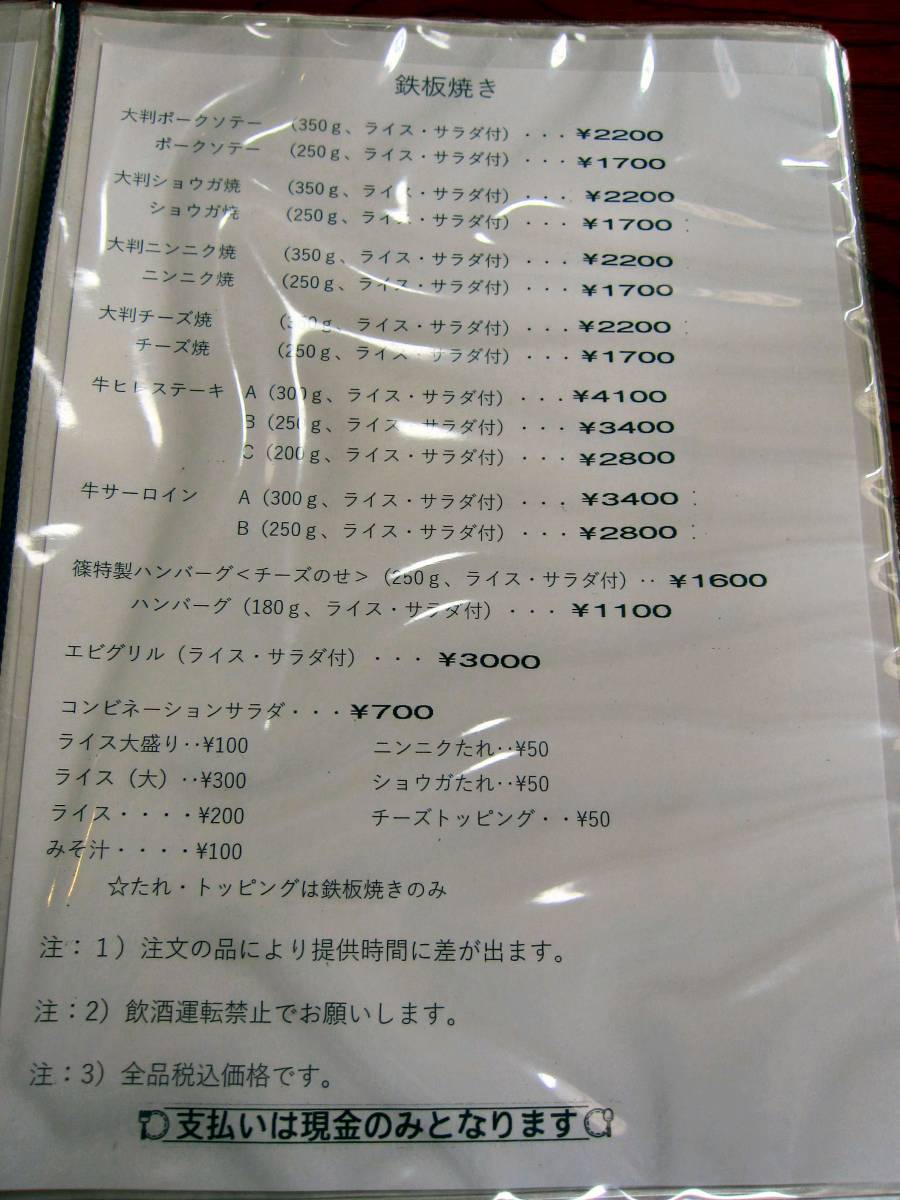 鉄板焼き
大判ポークソテー (350ｇ、ライス・サラダ付) ・・・¥2200
ポークソテー (250ｇ、ライス・サラダ付) ・・・¥1700
大判ショウガ焼 (350ｇ、ライス・サラダ付) ・・・ ¥2200
ショウガ焼 (250ｇ、ライス・サラダ付) ・・・ ¥1700
大判ニンニク焼 (350ｇ、ライス・サラダ付) ・・・ ¥2200
ニンニク焼 (250ｇ、ライス・サラダ付) ・・・ ¥1700
大判チーズ焼 (350ｇ、ライス・サラダ付) ・・・ ¥2200
チーズ焼 (250ｇ、ライス・サラダ付) ・・・ ¥1700
牛ヒレステーキ A (300ｇ、ライス・サラダ付) ・・・¥4100
B (250ｇ、ライス・サラダ付) ・・・ ¥3400
C (200ｇ、ライス・サラダ付) ・・・ ¥2800
牛サーロイン A (300ｇ、ライス・サラダ付) ・・・ ¥3400
B (250ｇ、ライス・サラダ付) ・・・ ¥2800
篠特製ハンバーグ＜チーズのせ＞ (250ｇ、ライス・サラダ付) ‥ ¥1600
ハンバーグ (180ｇ、ライス・サラダ付) ・・・ ¥1100
エビグリル (ライス・サラダ付) ・・・ ¥3000
コンビネーションサラダ・・・¥700
ライス大盛り‥¥100 ニンニクたれ‥¥50
ライス（大）‥¥300 ショウガたれ‥¥50
ライス・・・・¥200 チーズトッピング・・¥50
みそ汁・・・・¥100
☆たれ・トッピングは鉄板焼きのみ
注：1）注文の品により提供時間に差が出ます。
注：2）飲酒運転禁止でお願いします。
注：3）全品税込価格です。
支払いは現金のみとなります